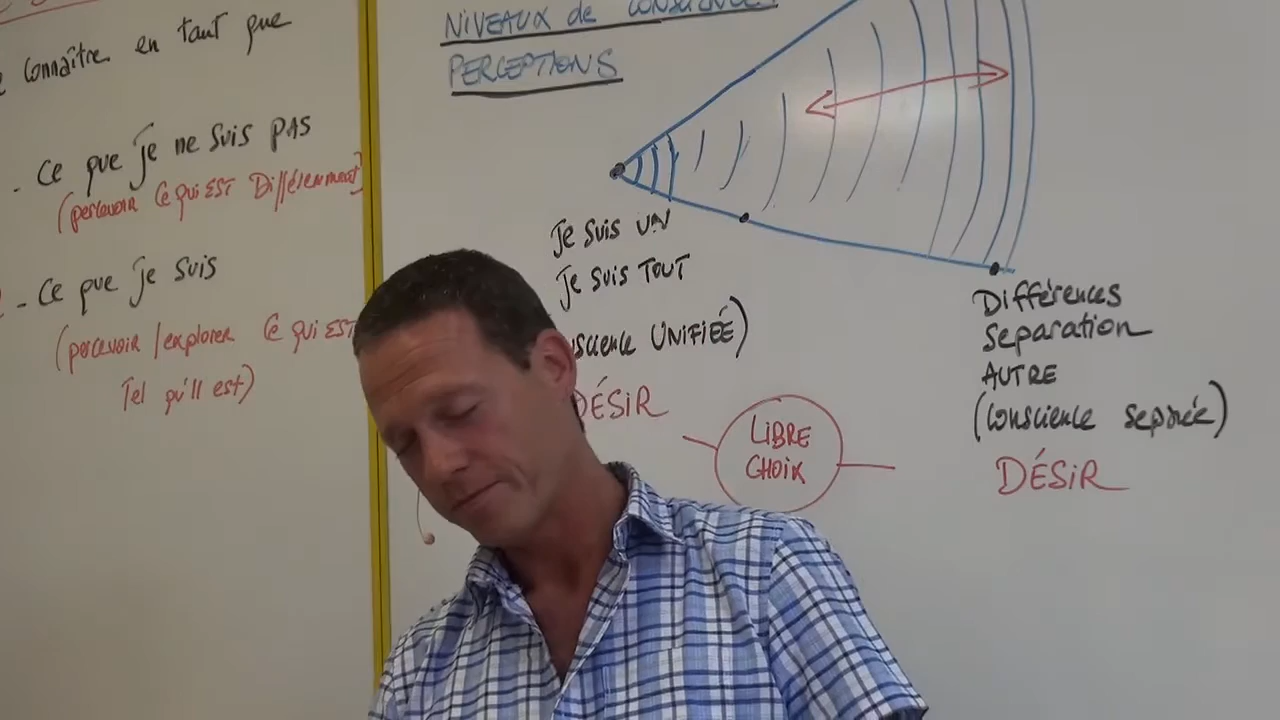 connaître en tant que
- Ce que je ne suis PAS
(percevoir Ce qui EST Différemment)
- Ce que je suis
(percevoir / explorer Ce qui EST
Tel qu'il est)
NiVEAUX de CONSCIENCE /
PERCEPTIONS
Je suis UN
Je suis TOUT
UNIFIÉE)
DÉSiR
LiBRE
CHOiX
Différences
séparation
AUTRE
(conscience séparée)
DÉSiR